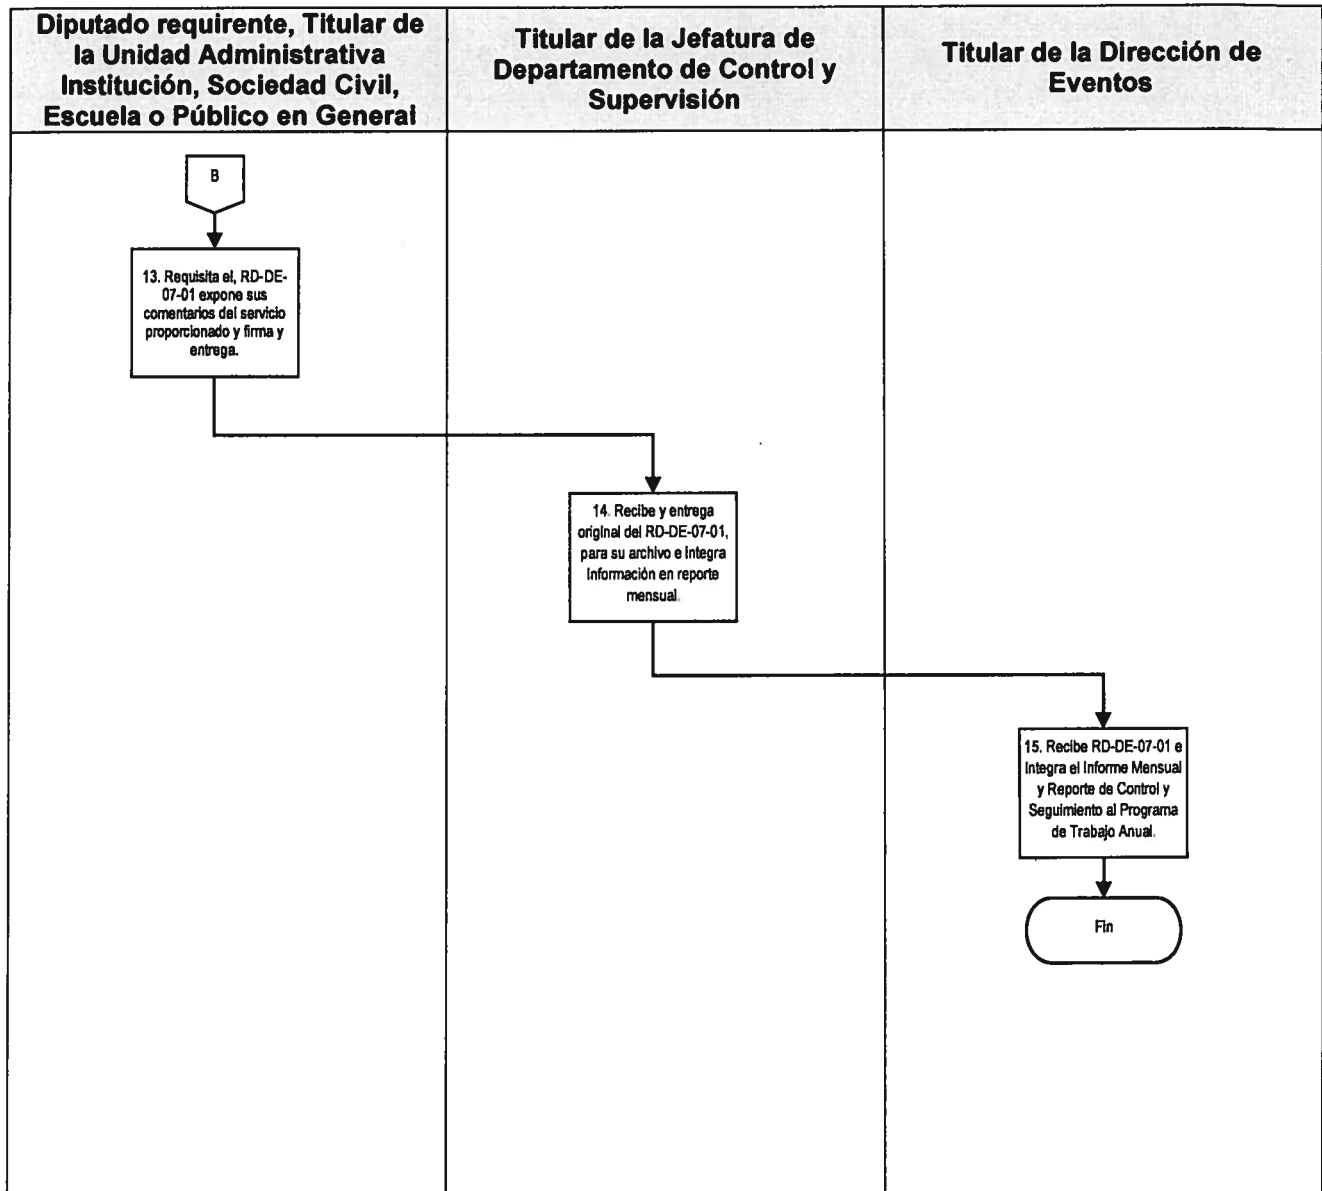 Diputado requirente, Titular de
la Unidad Administrativa
Institución, Sociedad Civil,
Escuela o Público en General
Titular de la Jefatura de
Departamento de Control y
Supervisión
Titular de la Dirección de
Eventos
B
13. Requisita el, RD-DE-
07-01 expone sus
comentarios del servicio
proporcionado y firma y
entrega.
14. Recibe y entrega
original del RD-DE-07-01,
para su archivo e integra
información en reporte
mensual.
15. Recibe RD-DE-07-01 e
integra el Informe Mensual
y Reporte de Control y
Seguimiento al Programa
de Trabajo Anual.
Fin